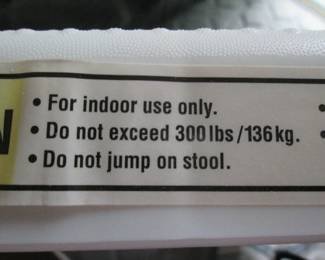 N
• For indoor use only.
• Do not exceed 300 lbs/136 kg.
• Do not jump on stool.